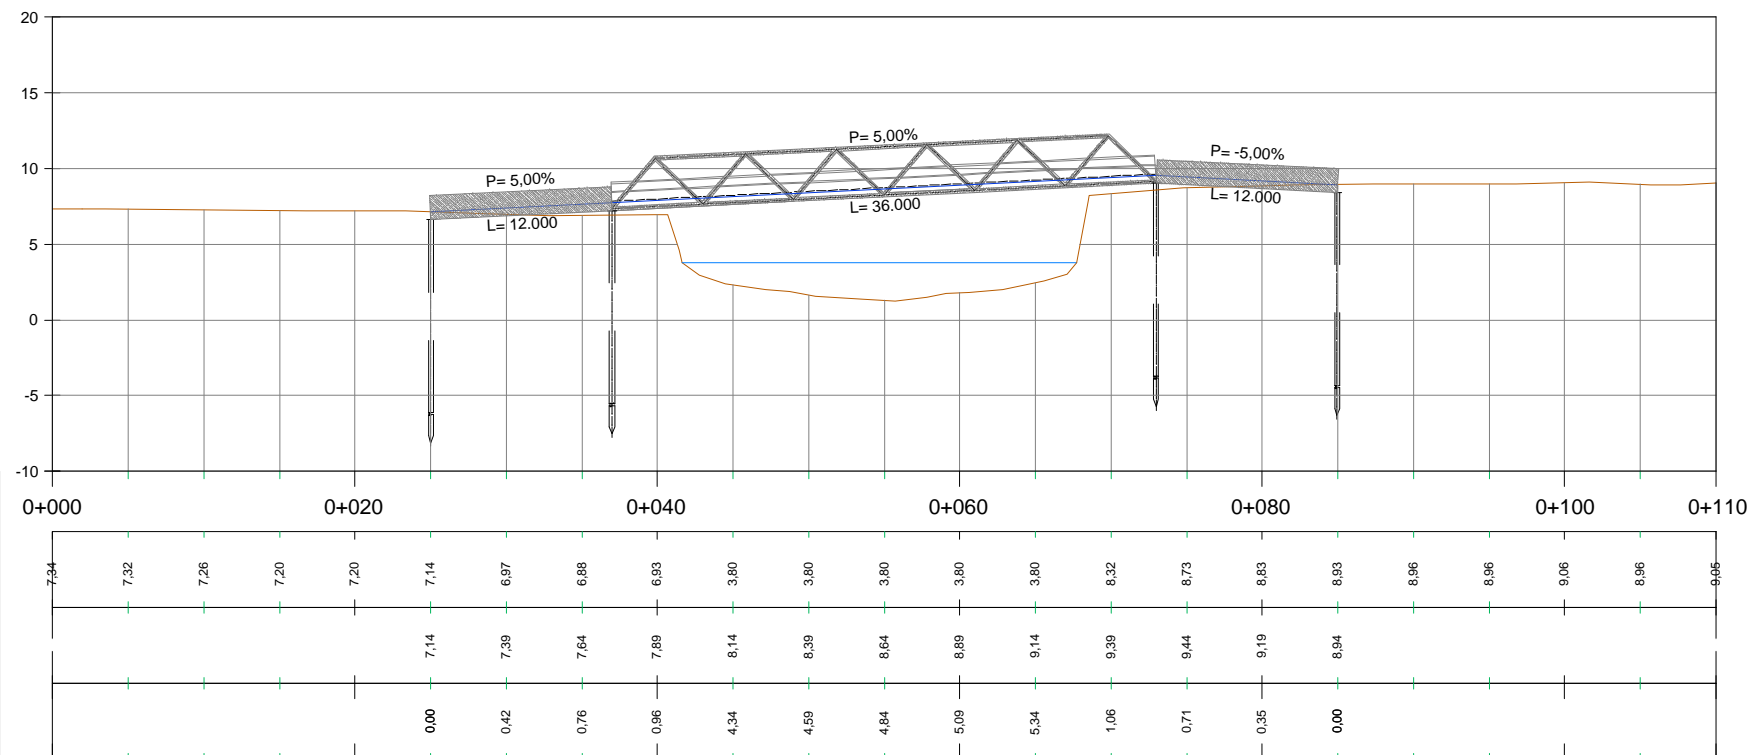 20
15
10
5
0
-5
-10
P= 5,00%
P= 5,00%
P= -5,00%
L= 12.000
L= 36.000
L= 12.000
0+000 0+020 0+040 0+060 0+080 0+100 0+110
7,34 7,32 7,26 7,20 7,20 7,14 6,97 6,88 6,93 3,80 3,80 3,80 3,80 3,80 8,32 8,73 8,83 8,93 8,96 8,96 9,06 8,96 9,05
7,14 7,39 7,64 7,89 8,14 8,39 8,64 8,89 9,14 9,39 9,44 9,19 8,94
0,00 0,42 0,76 0,96 4,34 4,59 4,84 5,09 5,34 1,06 0,71 0,35 0,00